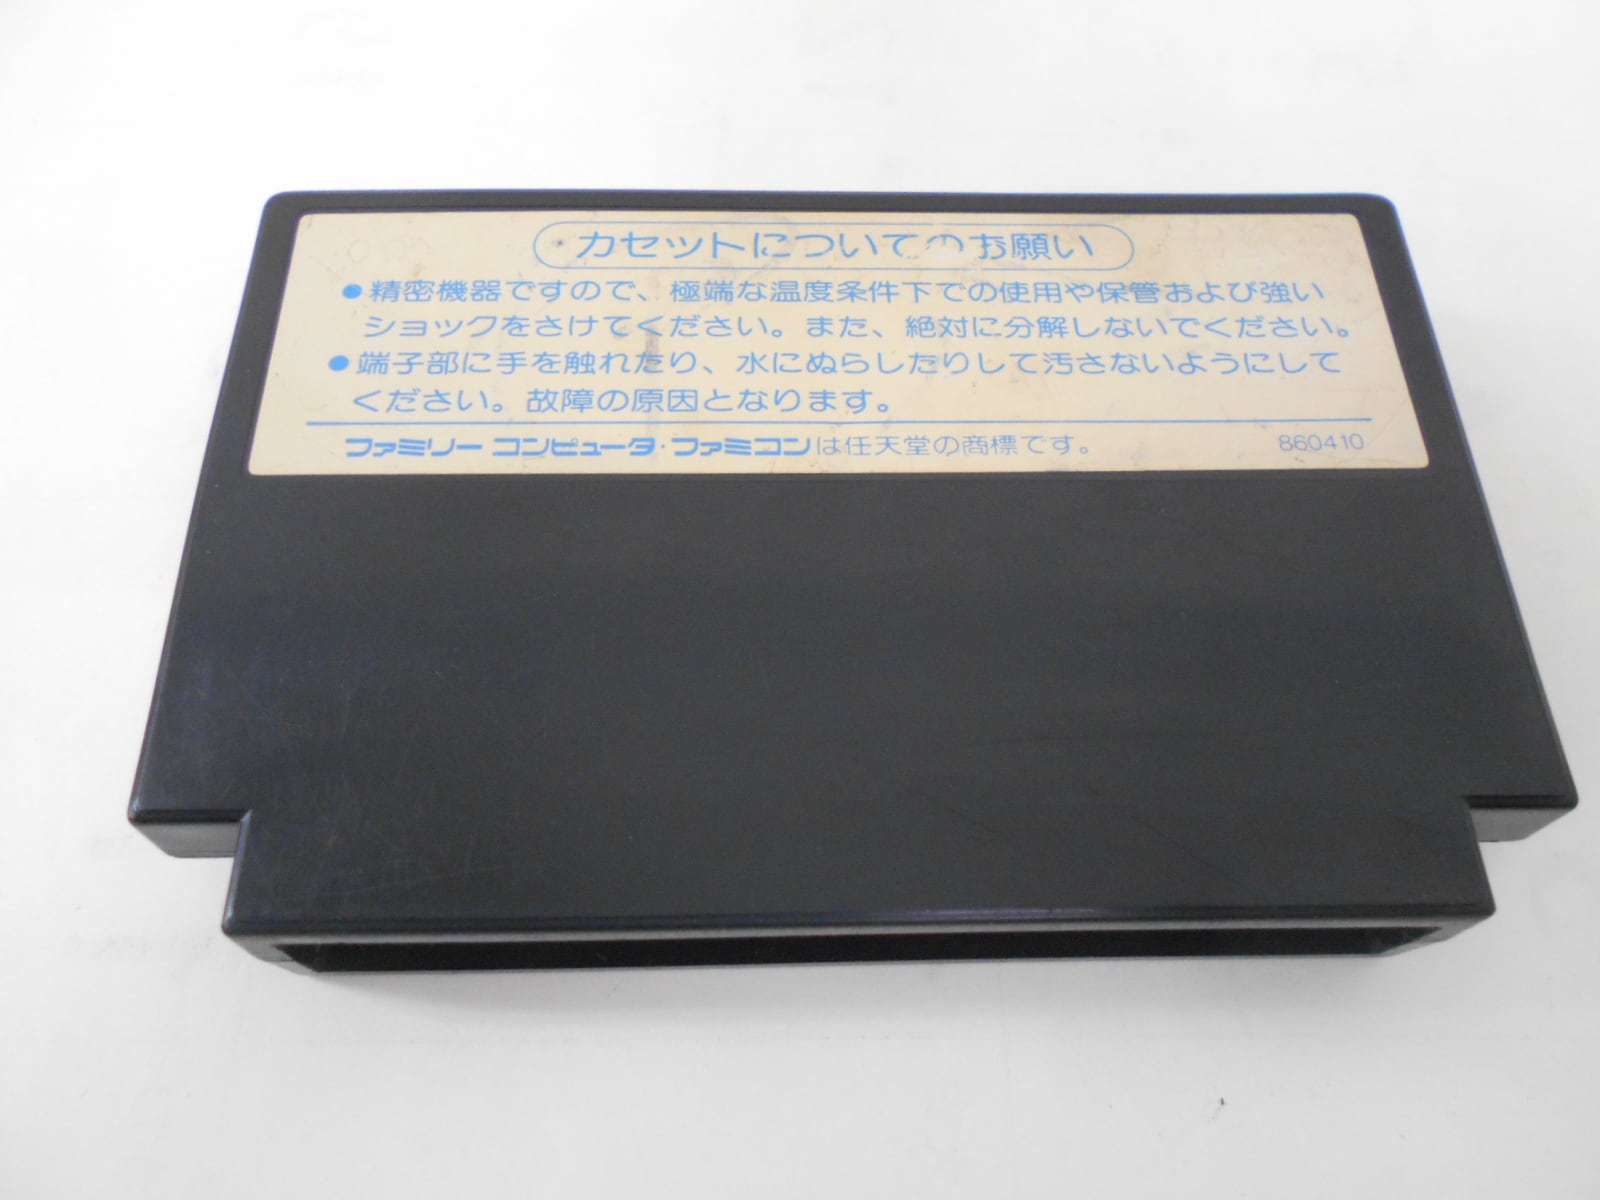 カセットについてのお願い
●精密機器ですので、極端な温度条件下での使用や保管および強い
ショックをさけてください。また、絶対に分解しないでください。
●端子部に手を触れたり、水にぬらしたりして汚さないようにして
ください。故障の原因となります。
ファミリー コンピュータ・ファミコンは任天堂の商標です。 860410